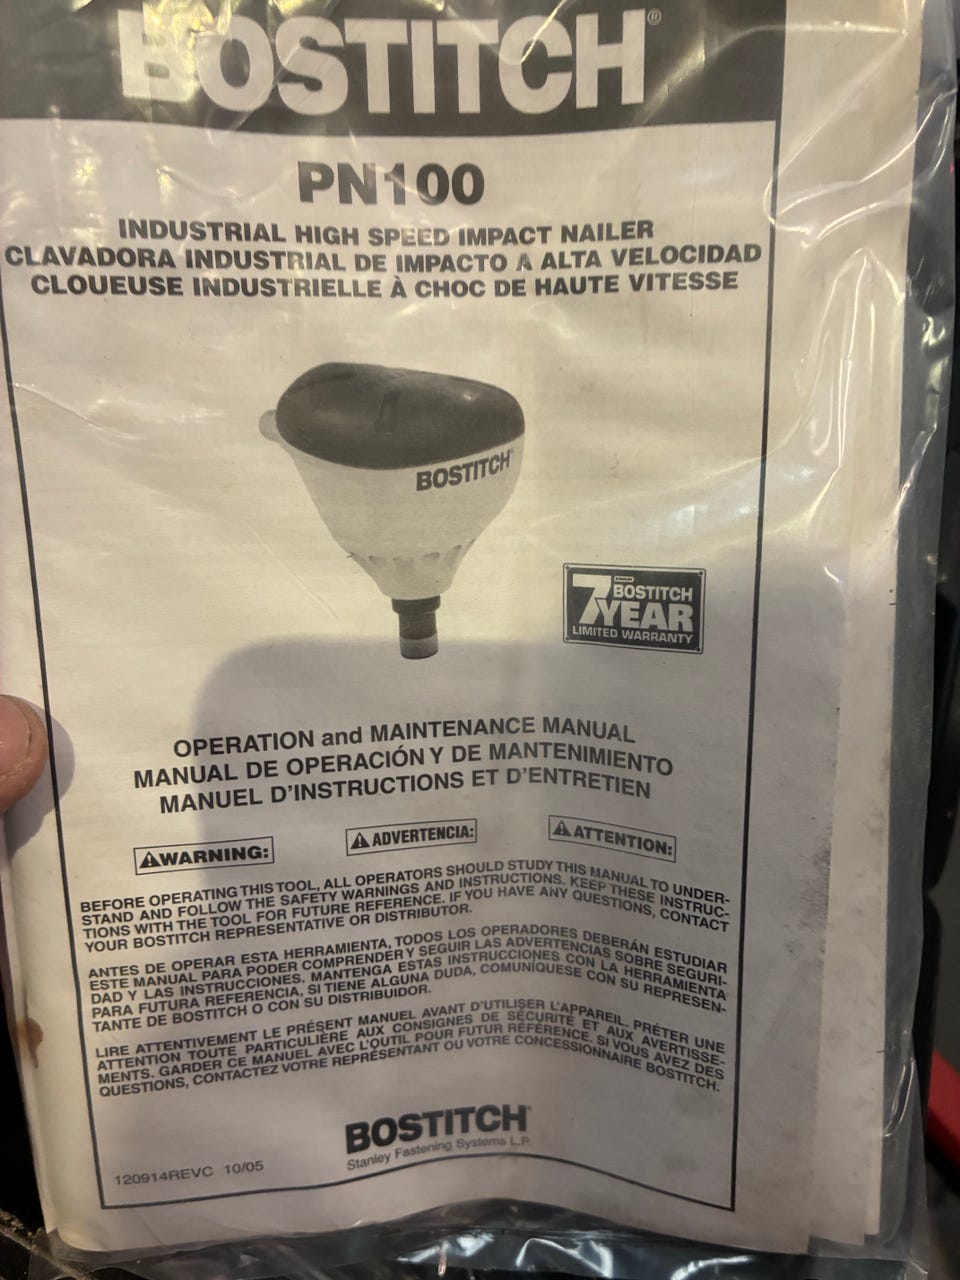 BOSTITCH®
PN100
INDUSTRIAL HIGH SPEED IMPACT NAILER
CLAVADORA INDUSTRIAL DE IMPACTO A ALTA VELOCIDAD
CLOUEUSE INDUSTRIELLE À CHOC DE HAUTE VITESSE
BOSTITCH
STANLEY
7 BOSTITCH
YEAR
LIMITED WARRANTY
OPERATION and MAINTENANCE MANUAL
MANUAL DE OPERACIÓN Y DE MANTENIMIENTO
MANUEL D'INSTRUCTIONS ET D'ENTRETIEN
⚠WARNING: ⚠ADVERTENCIA: ⚠ATTENTION:
BEFORE OPERATING THIS TOOL, ALL OPERATORS SHOULD STUDY THIS MANUAL TO UNDER-
STAND AND FOLLOW THE SAFETY WARNINGS AND INSTRUCTIONS. KEEP THESE INSTRUC-
TIONS WITH THE TOOL FOR FUTURE REFERENCE. IF YOU HAVE ANY QUESTIONS, CONTACT
YOUR BOSTITCH REPRESENTATIVE OR DISTRIBUTOR.
ANTES DE OPERAR ESTA HERRAMIENTA, TODOS LOS OPERADORES DEBERÁN ESTUDIAR
ESTE MANUAL PARA PODER COMPRENDER Y SEGUIR LAS ADVERTENCIAS SOBRE SEGURI-
DAD Y LAS INSTRUCCIONES. MANTENGA ESTAS INSTRUCCIONES CON LA HERRAMIENTA
PARA FUTURA REFERENCIA, SI TIENE ALGUNA DUDA, COMUNÍQUESE CON SU REPRESEN-
TANTE DE BOSTITCH O CON SU DISTRIBUIDOR.
LIRE ATTENTIVEMENT LE PRÉSENT MANUEL AVANT D'UTILISER L'APPAREIL. PRÉTER UNE
ATTENTION TOUTE PARTICULIÈRE AUX CONSIGNES DE SÉCURITÉ ET AUX AVERTISSE-
MENTS. GARDER CE MANUEL AVEC L'OUTIL POUR FUTUR RÉFÉRENCE. SI VOUS AVEZ DES
QUESTIONS, CONTACTEZ VOTRE REPRÉSENTANT OU VOTRE CONCESSIONNAIRE BOSTITCH.
BOSTITCH
Stanley Fastening Systems L.P.
120914REVC 10/05